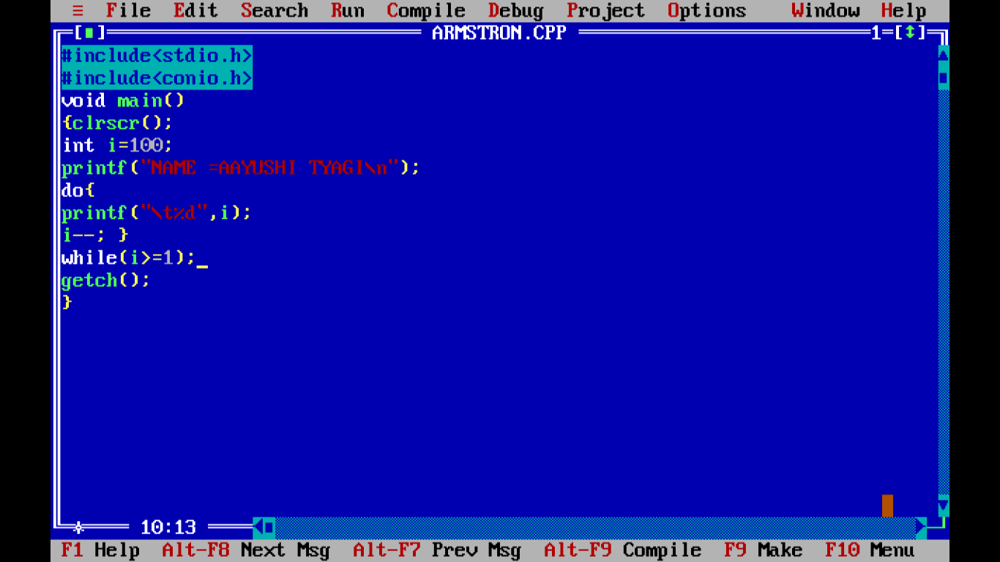 ≡ File Edit Search Run Compile Debug Project Options Window Help
[■] ARMSTRON.CPP 1=[↕]
#include<stdio.h>
#include<conio.h>
void main()
{clrscr();
int i=100;
printf("NAME =AAYUSHI TYAGI\n");
do{
printf("\t%d",i);
i--; }
while(i>=1);_
getch();
}
10:13
F1 Help Alt-F8 Next Msg Alt-F7 Prev Msg Alt-F9 Compile F9 Make F10 Menu